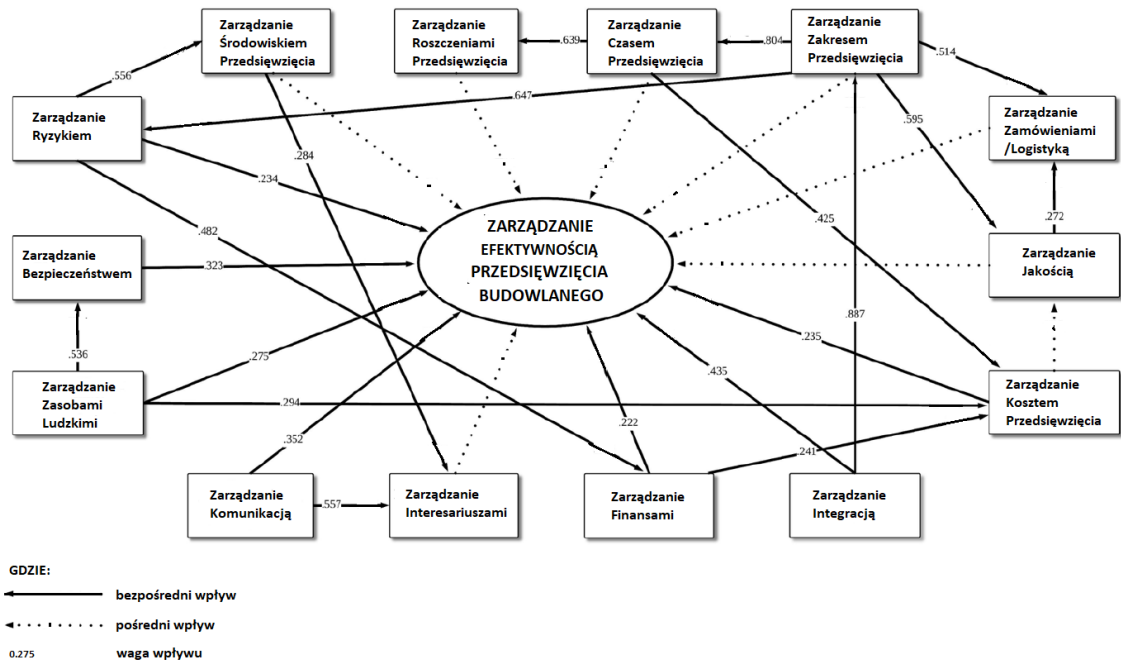 Zarządzanie
Środowiskiem
Przedsięwzięcia
Zarządzanie
Roszczeniami
Przedsięwzięcia
Zarządzanie
Czasem
Przedsięwzięcia
Zarządzanie
Zakresem
Przedsięwzięcia
.639
.804
.514
.556
.647
Zarządzanie
Ryzykiem
Zarządzanie
Zamówieniami
/Logistyką
.595
.284
.234
.272
.482
.425
ZARZĄDZANIE
EFEKTYWNOŚCIĄ
PRZEDSIĘWZIĘCIA
BUDOWLANEGO
Zarządzanie
Bezpieczeństwem
.323
Zarządzanie
Jakością
.887
.536
.275
.235
.435
Zarządzanie
Zasobami
Ludzkimi
.294
Zarządzanie
Kosztem
Przedsięwzięcia
.352
.222
.241
Zarządzanie
Komunikacją
.557
Zarządzanie
Interesariuszami
Zarządzanie
Finansami
Zarządzanie
Integracją
GDZIE:
bezpośredni wpływ
pośredni wpływ
0.275 waga wpływu